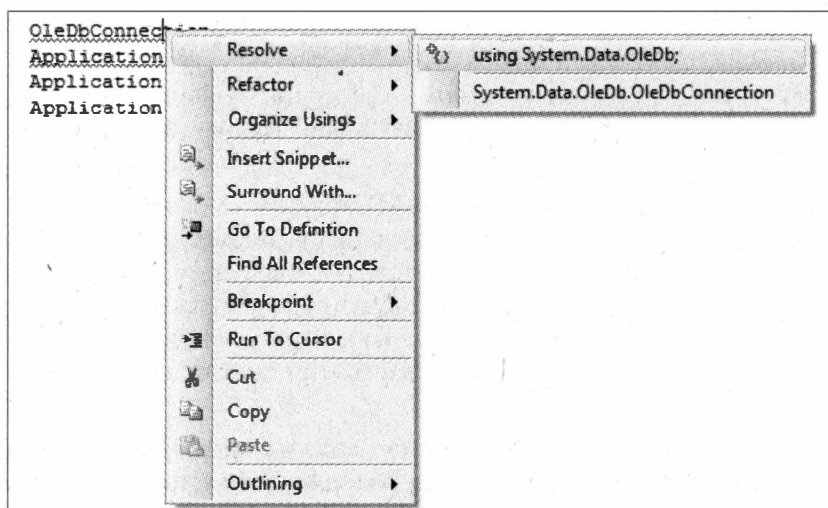 OleDbConnection
Application
Application
Application
Resolve
Refactor
Organize Usings
Insert Snippet...
Surround With...
Go To Definition
Find All References
Breakpoint
Run To Cursor
Cut
Copy
Paste
Outlining
using System.Data.OleDb;
System.Data.OleDb.OleDbConnection